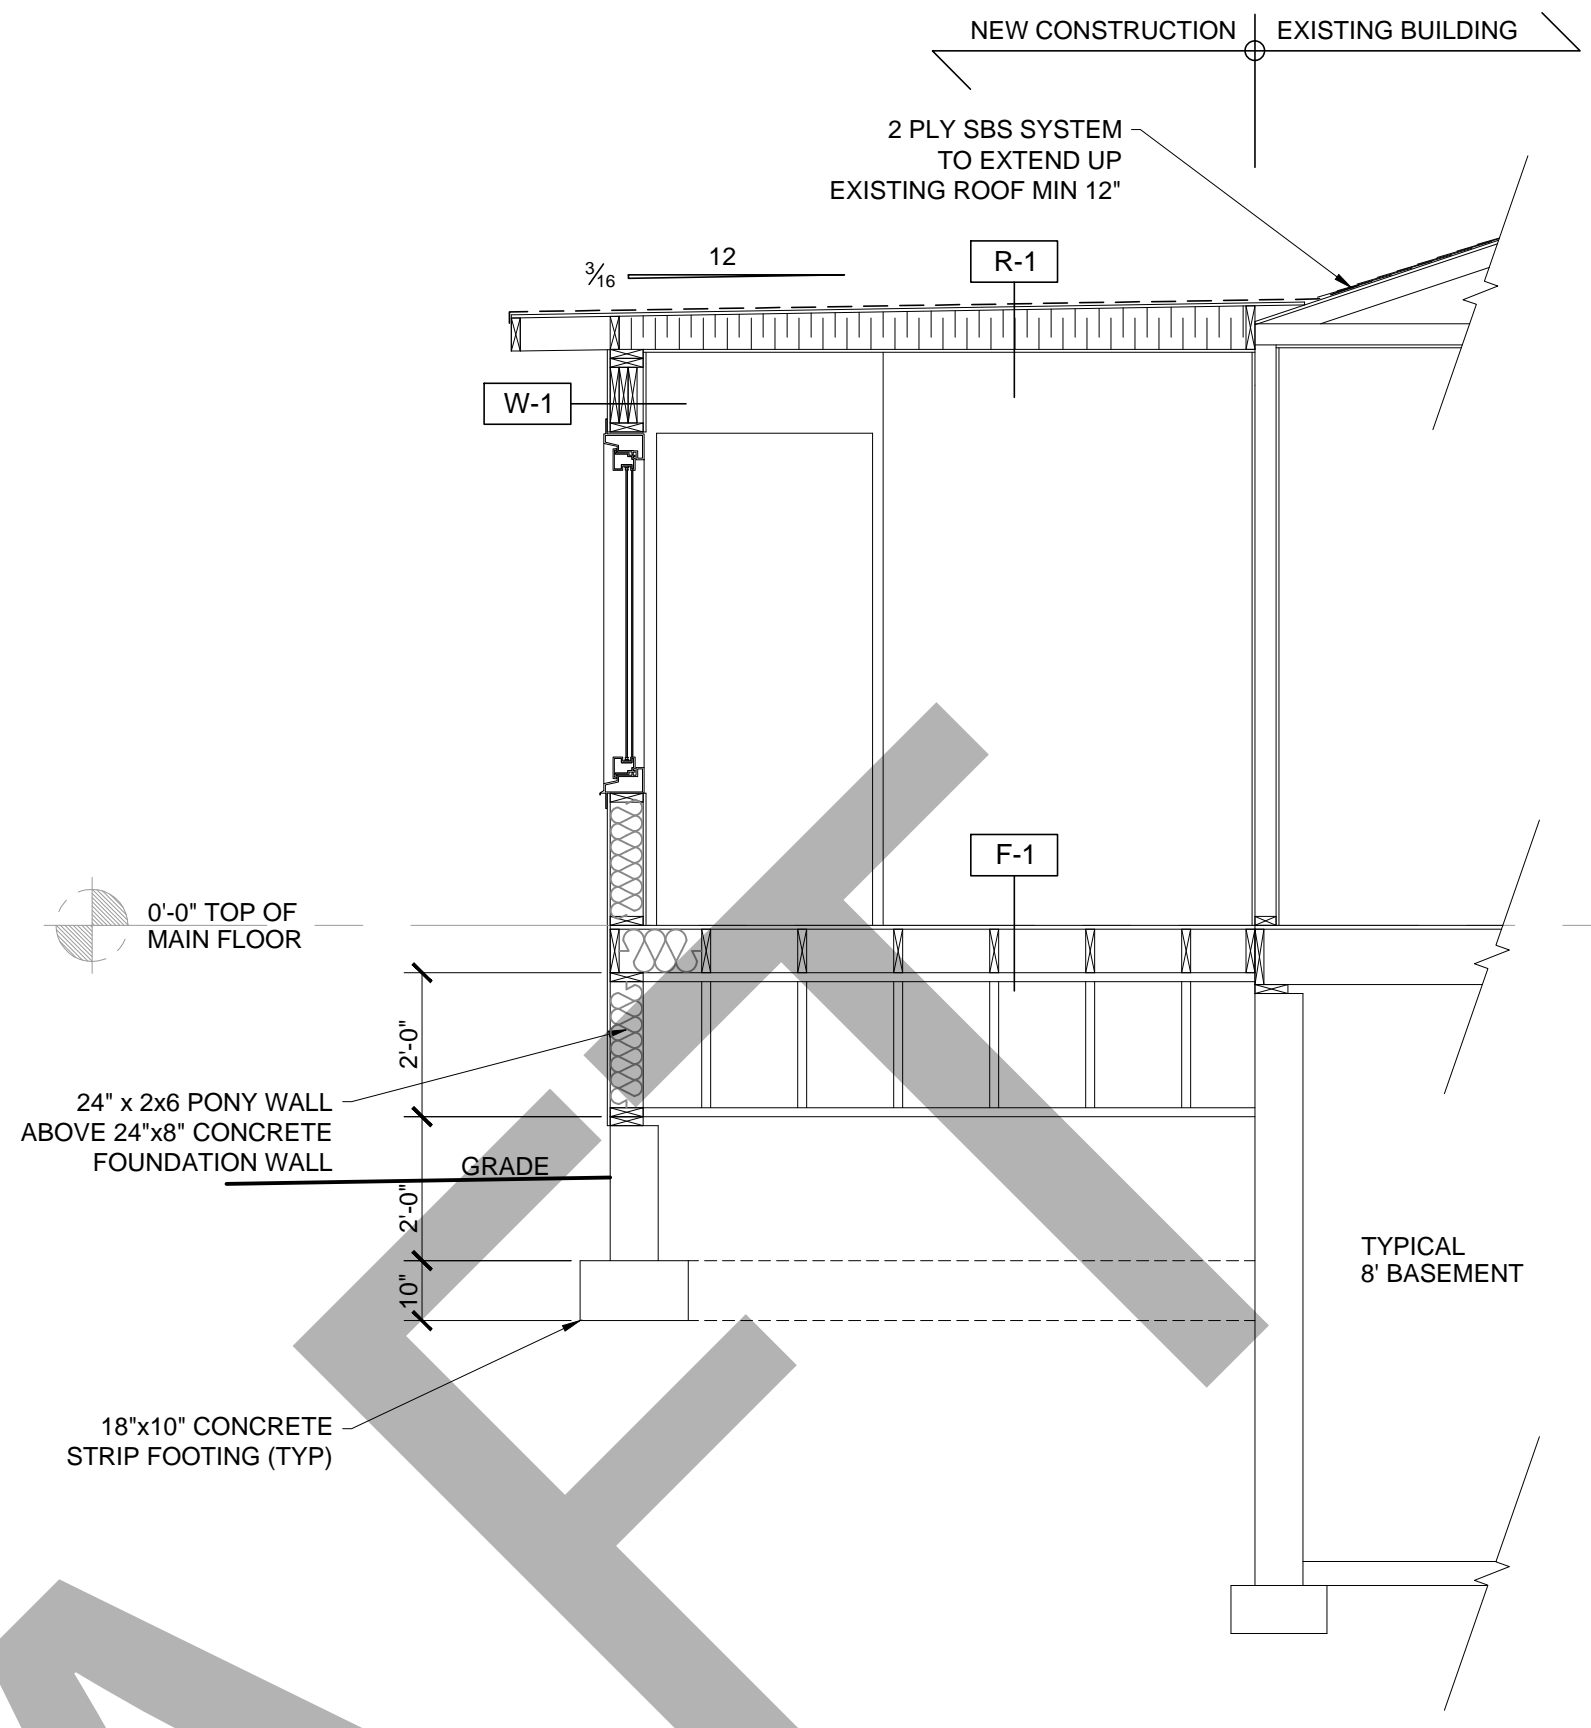 NEW CONSTRUCTION
EXISTING BUILDING
2 PLY SBS SYSTEM
TO EXTEND UP
EXISTING ROOF MIN 12"
3/16
12
R-1
W-1
F-1
0'-0" TOP OF
MAIN FLOOR
2'-0"
24" x 2x6 PONY WALL
ABOVE 24"x8" CONCRETE
FOUNDATION WALL
GRADE
2'-0"
10"
TYPICAL
8' BASEMENT
18"x10" CONCRETE
STRIP FOOTING (TYP)